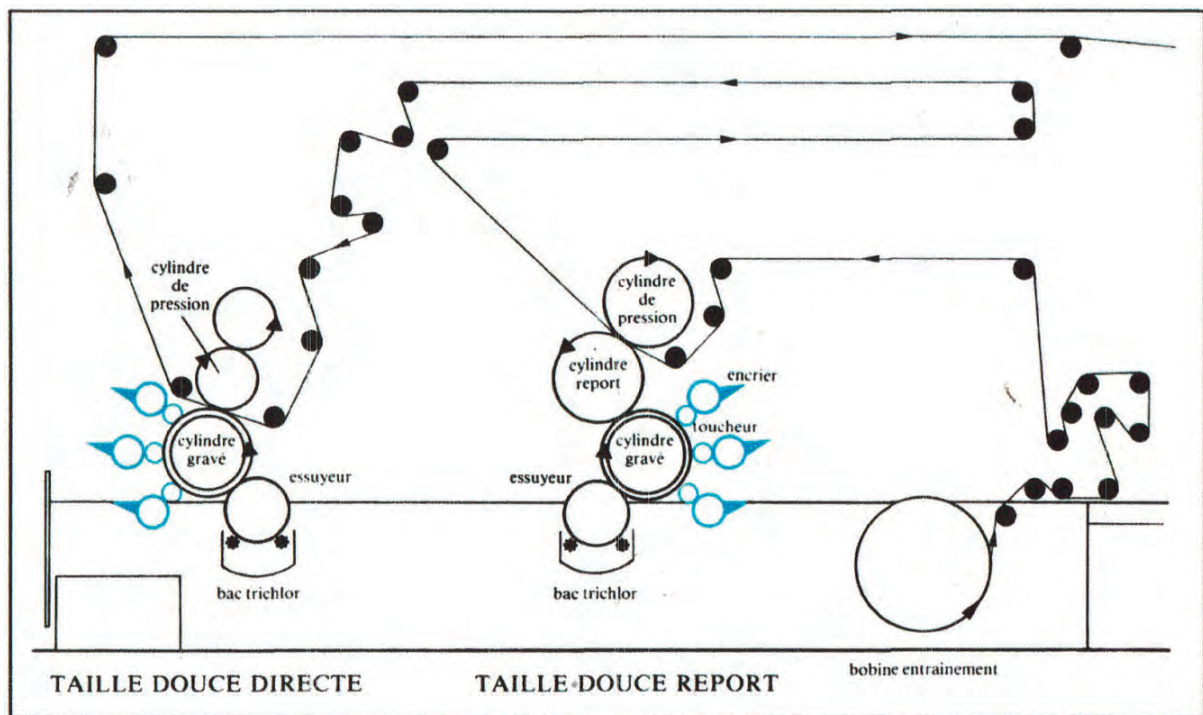 cylindre
de
pression
cylindre
de
pression
cylindre
report
encrier
toucheur
cylindre
gravé
cylindre
gravé
essuyeur
essuyeur
bac trichlor
bac trichlor
bobine entrainement
TAILLE DOUCE DIRECTE
TAILLE-DOUCE REPORT